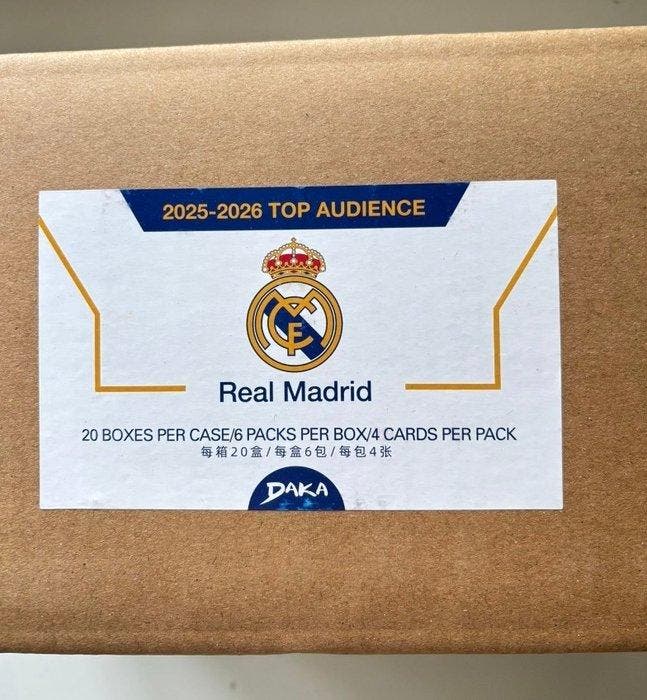 2025-2026 TOP AUDIENCE
Real Madrid
20 BOXES PER CASE/6 PACKS PER BOX/4 CARDS PER PACK
每箱20盒/每盒6包/每包4张
DAKA